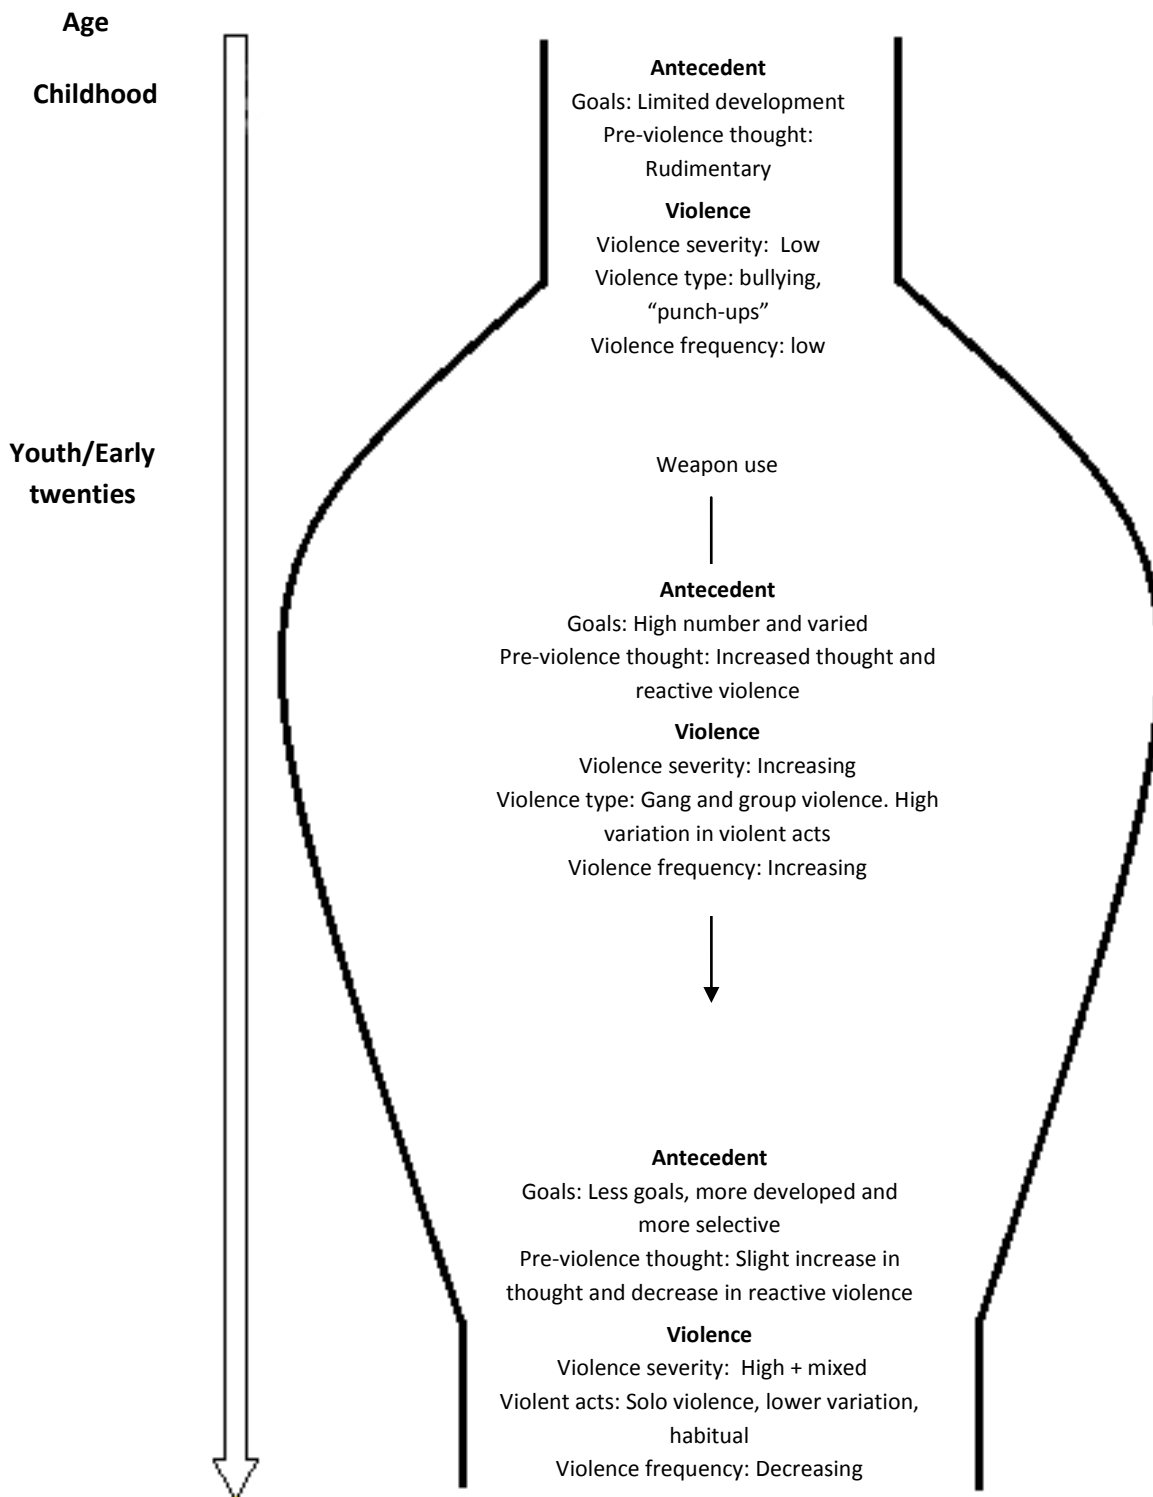 Age
Childhood
Antecedent
Goals: Limited development
Pre-violence thought:
Rudimentary
Violence
Violence severity:  Low
Violence type: bullying,
“punch-ups”
Violence frequency: low
Youth/Early
twenties
Weapon use
Antecedent
Goals: High number and varied
Pre-violence thought: Increased thought and
reactive violence
Violence
Violence severity: Increasing
Violence type: Gang and group violence. High
variation in violent acts
Violence frequency: Increasing
Antecedent
Goals: Less goals, more developed and
more selective
Pre-violence thought: Slight increase in
thought and decrease in reactive violence
Violence
Violence severity:  High + mixed
Violent acts: Solo violence, lower variation,
habitual
Violence frequency: Decreasing